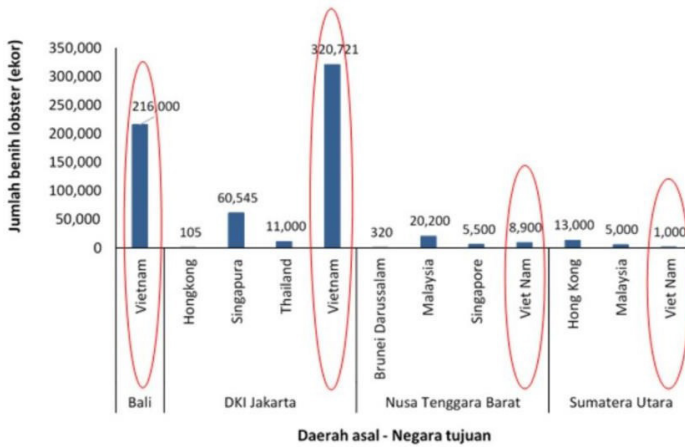 Jumlah benih lobster (ekor)
350,000
300,000
250,000
200,000
150,000
100,000
50,000
0
216,000
105
60,545
11,000
320,721
320
20,200
5,500
8,900
13,000
5,000
1,000
Vietnam
Hongkong
Singapura
Thailand
Vietnam
Brunei Darussalam
Malaysia
Singapore
Viet Nam
Hong Kong
Malaysia
Viet Nam
Bali
DKI Jakarta
Nusa Tenggara Barat
Sumatera Utara
Daerah asal - Negara tujuan